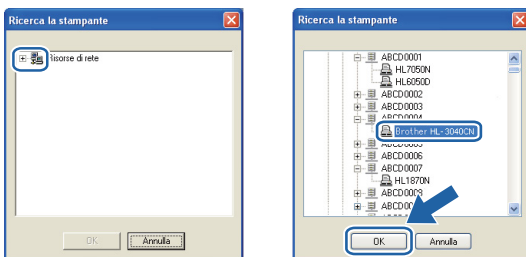 Ricerca la stampante
Risorse di rete
OK
Annulla
Ricerca la stampante
ABCD0001
HL7050N
HL6050D
ABCD0002
ABCD0003
ABCD0004
Brother HL-3040CN
ABCD0005
ABCD0006
ABCD0007
HL1870N
ABCD0008
OK
Annulla